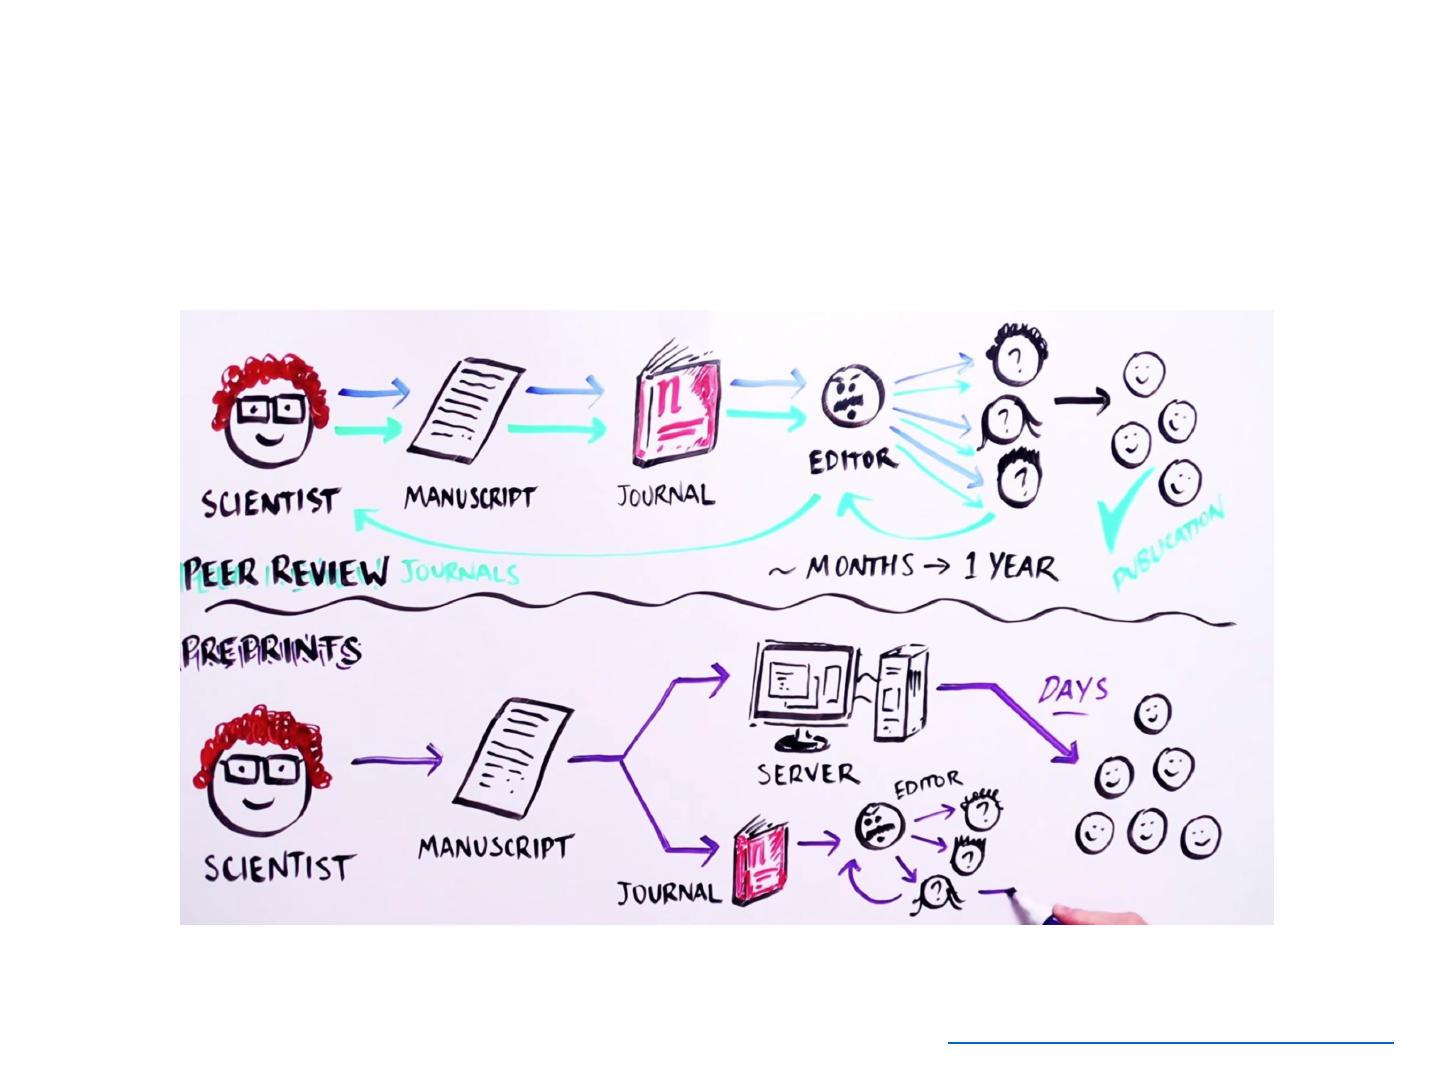 SCIENTIST
MANUSCRIPT
JOURNAL
n
EDITOR
?
?
?
PUBLICATION
PEER REVIEW JOURNALS
~ MONTHS → 1 YEAR
PREPRINTS
SCIENTIST
MANUSCRIPT
SERVER
DAYS
JOURNAL
n
EDITOR
?
?
?